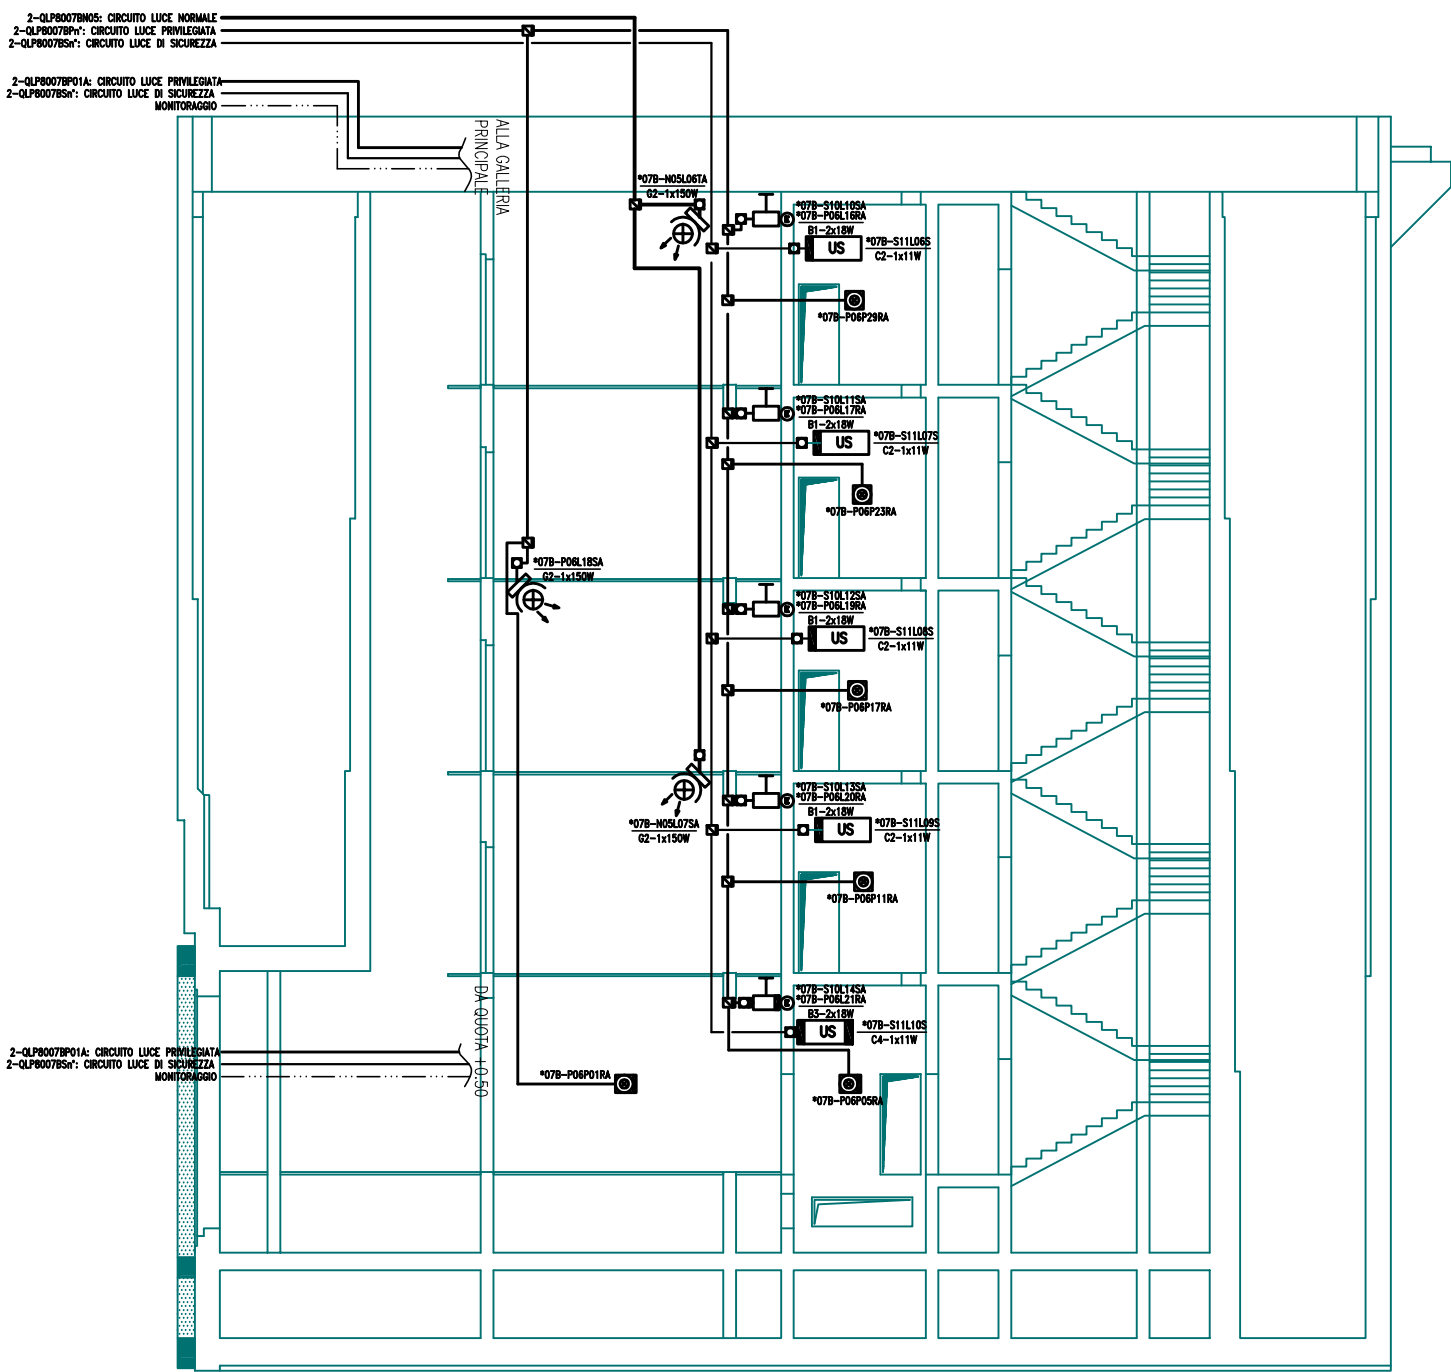 2-QLP8007BN05: CIRCUITO LUCE NORMALE
2-QLP8007BPn°: CIRCUITO LUCE PRIVILEGIATA
2-QLP8007BSn°: CIRCUITO LUCE DI SICUREZZA
2-QLP8007BP01A: CIRCUITO LUCE PRIVILEGIATA
2-QLP8007BSn°: CIRCUITO LUCE DI SICUREZZA
MONITORAGGIO
ALLA GALLERIA
PRINCIPALE
*07B-N05L06TA
G2-1x150W
*07B-S10L10SA
*07B-P06L16RA
B1-2x18W
US
*07B-S11L06S
C2-1x11W
*07B-P06P29RA
*07B-S10L11SA
*07B-P06L17RA
B1-2x18W
US
*07B-S11L07S
C2-1x11W
*07B-P06P23RA
*07B-P06L18SA
G2-1x150W
*07B-S10L12SA
*07B-P06L19RA
B1-2x18W
US
*07B-S11L08S
C2-1x11W
*07B-P06P17RA
*07B-S10L13SA
*07B-P06L20RA
B1-2x18W
US
*07B-S11L09S
C2-1x11W
*07B-N05L07SA
G2-1x150W
*07B-P06P11RA
*07B-S10L14SA
*07B-P06L21RA
B3-2x18W
US
*07B-S11L10S
C4-1x11W
DA QUOTA +0.50
2-QLP8007BP01A: CIRCUITO LUCE PRIVILEGIATA
2-QLP8007BSn°: CIRCUITO LUCE DI SICUREZZA
MONITORAGGIO
*07B-P06P01RA
*07B-P06P05RA